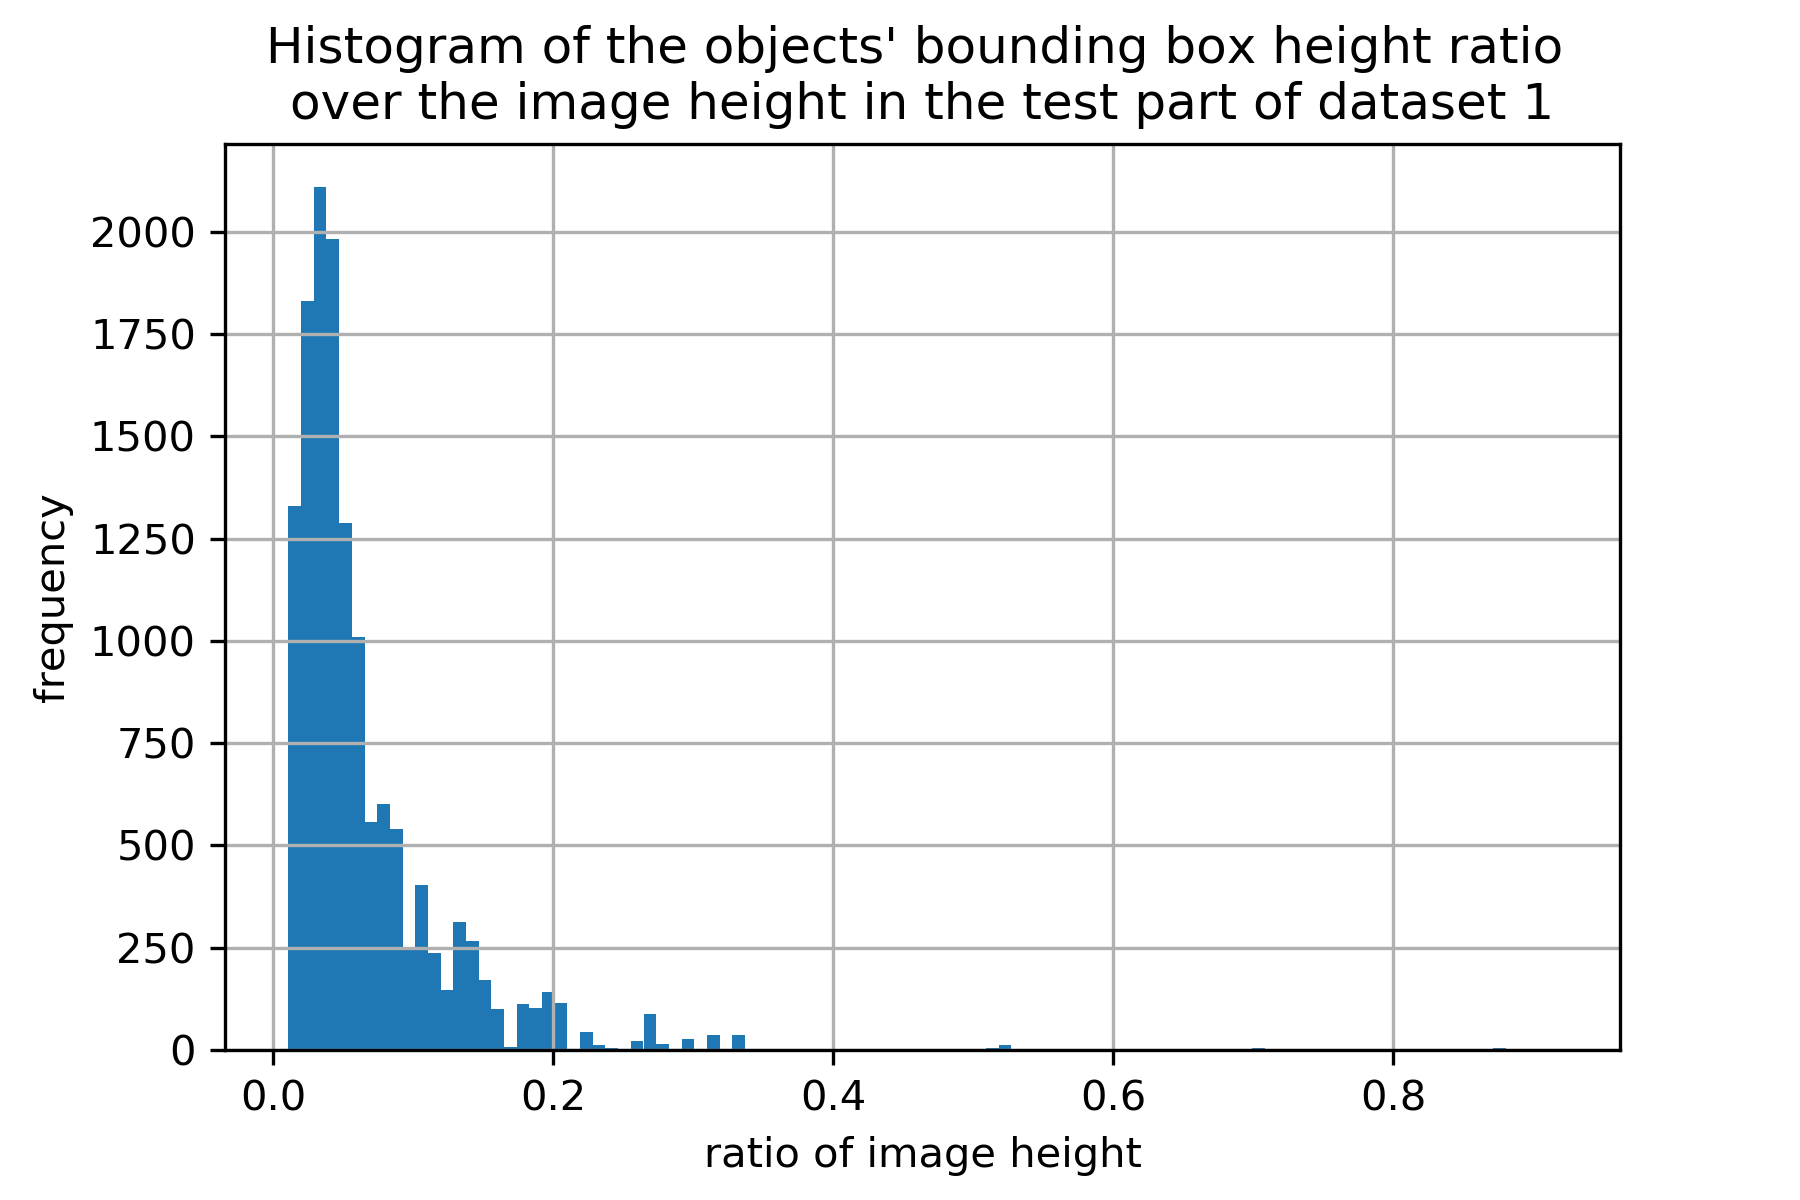 Histogram of the objects' bounding box height ratio
over the image height in the test part of dataset 1
frequency
2000
1750
1500
1250
1000
750
500
250
0
0.0 0.2 0.4 0.6 0.8
ratio of image height